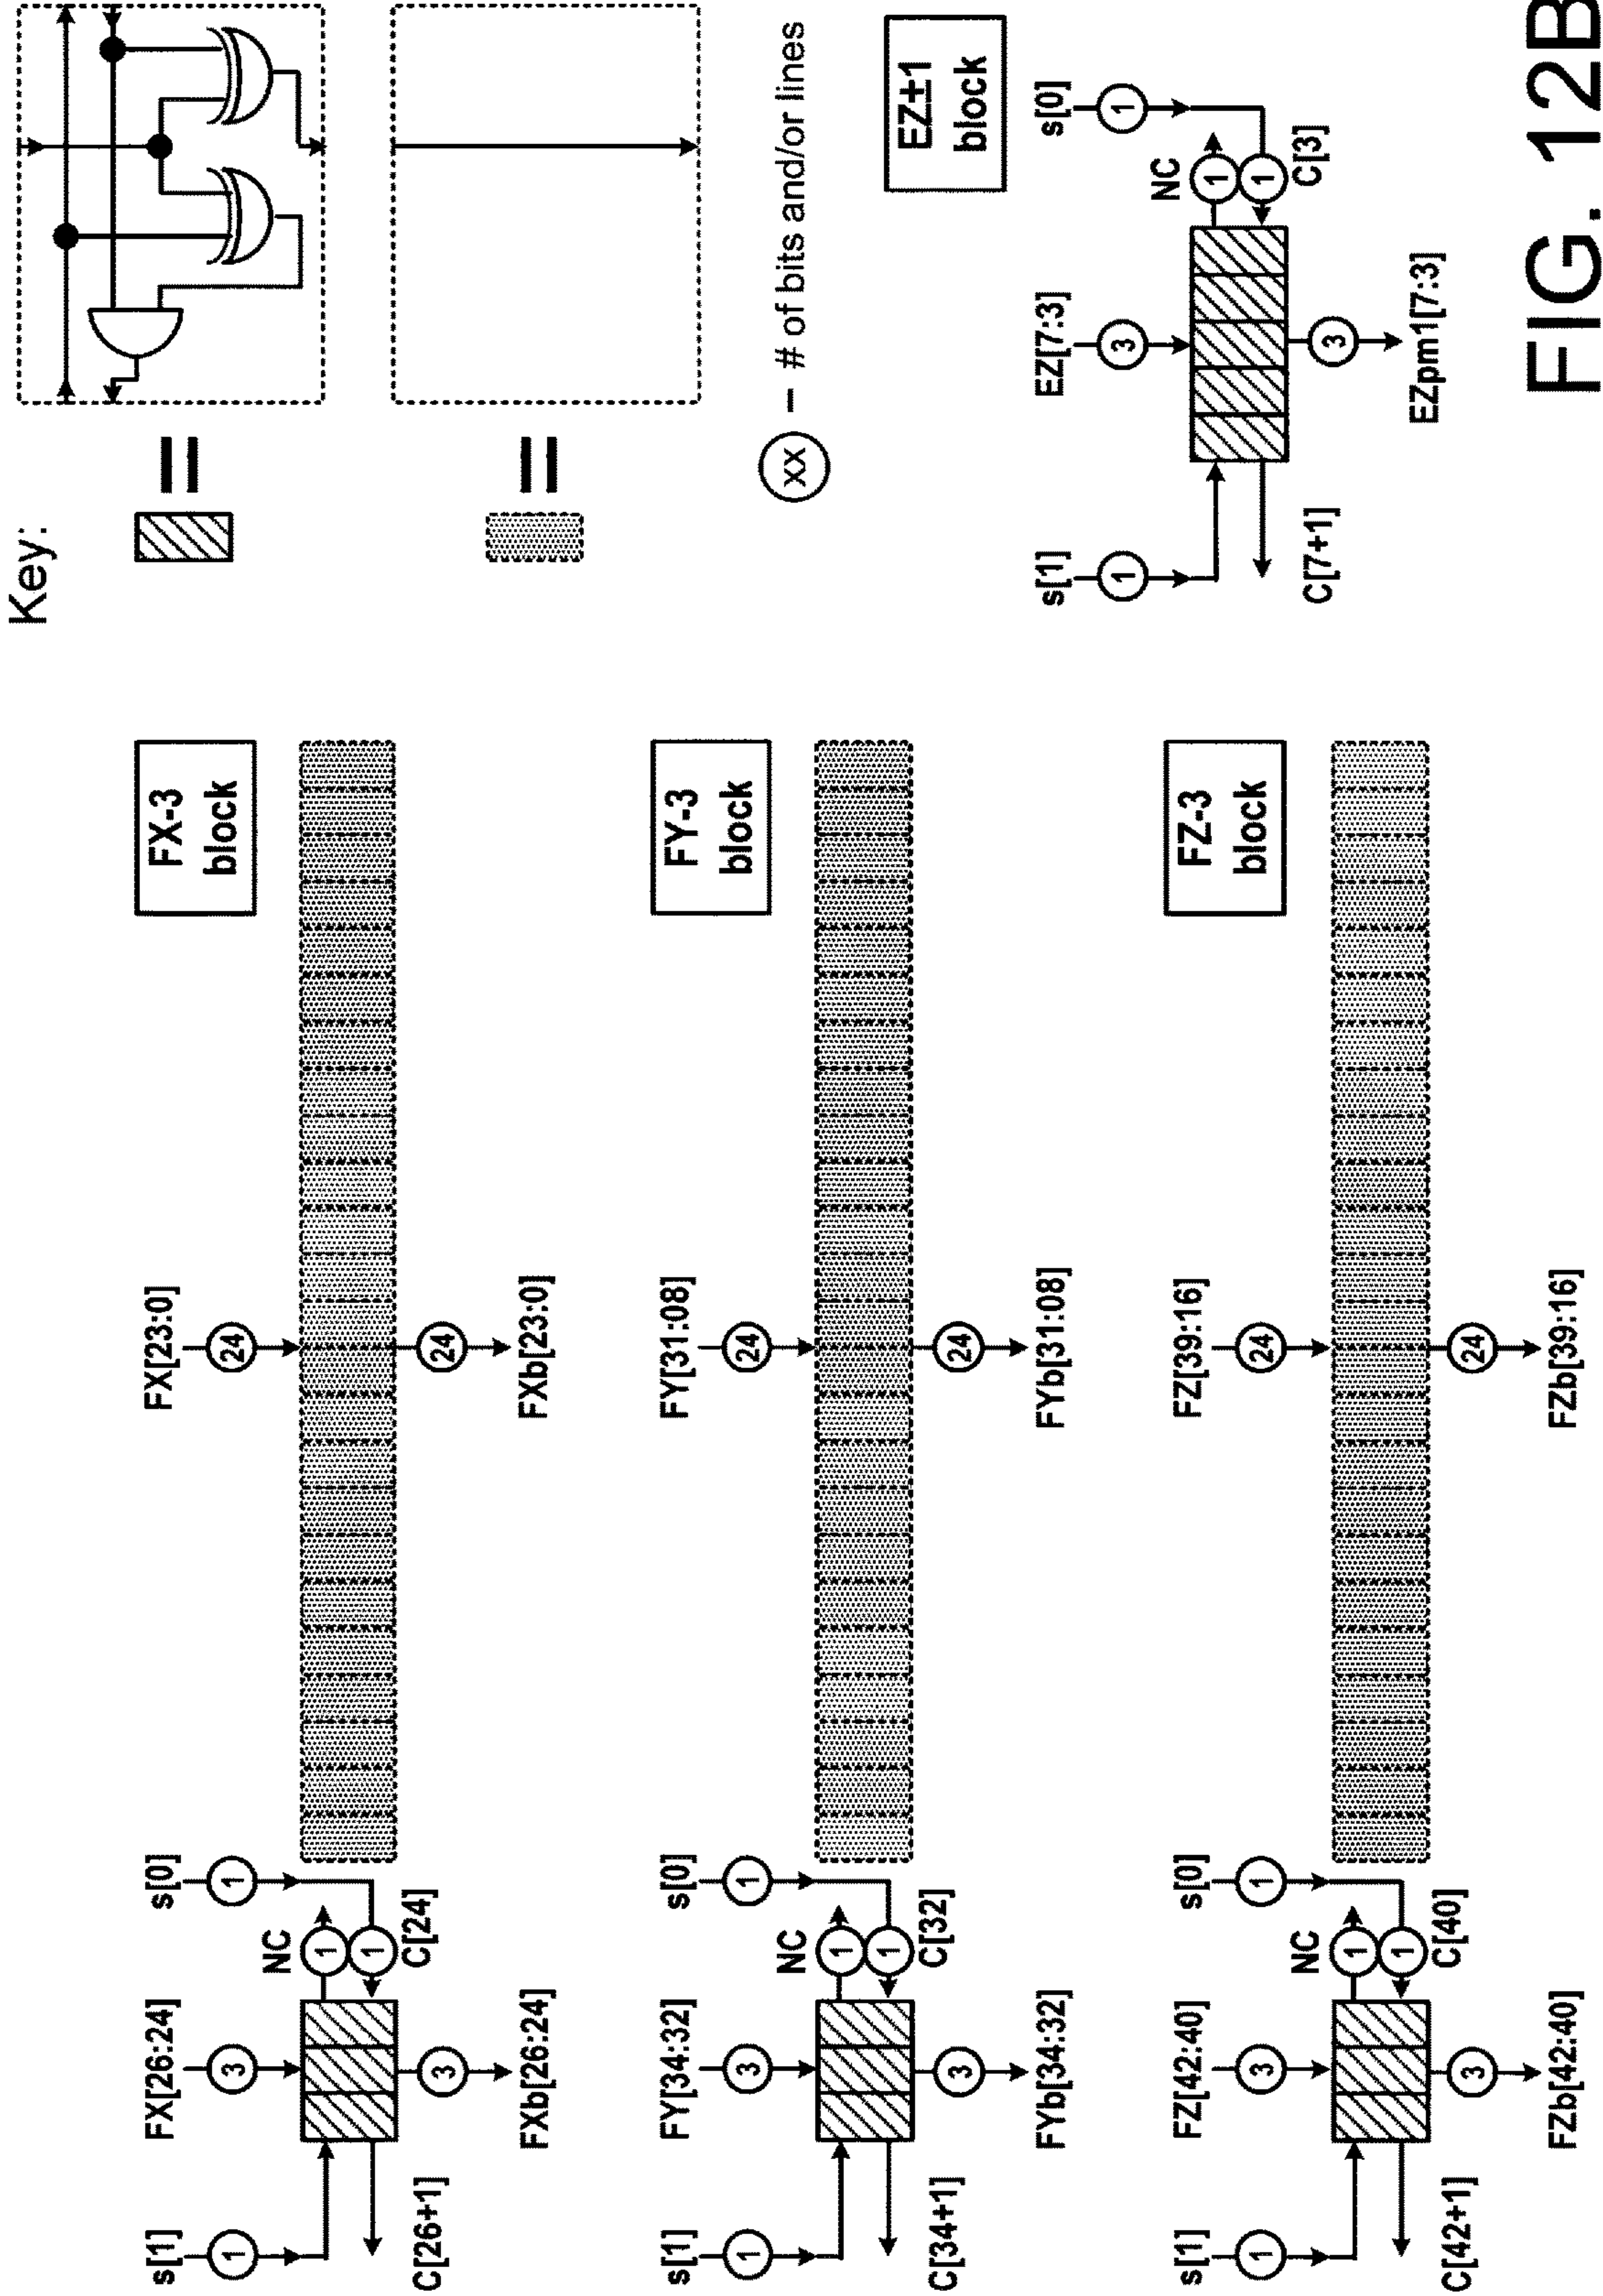 Key:
=
=
xx – # of bits and/or lines
FX-3
block
s[1]
FX[26:24]
NC
s[0]
FX[23:0]
1
3
1
1
1
24
C[24]
3
24
C[26+1]
FXb[26:24]
FXb[23:0]
FY-3
block
s[1]
FY[34:32]
NC
s[0]
FY[31:08]
1
3
1
1
1
24
C[32]
3
24
C[34+1]
FYb[34:32]
FYb[31:08]
FZ-3
block
s[1]
FZ[42:40]
NC
s[0]
FZ[39:16]
1
3
1
1
1
24
C[40]
3
24
C[42+1]
FZb[42:40]
FZb[39:16]
EZ±1
block
s[1]
EZ[7:3]
NC
s[0]
1
3
1
1
1
C[3]
3
C[7+1]
EZpm1[7:3]
FIG. 12B